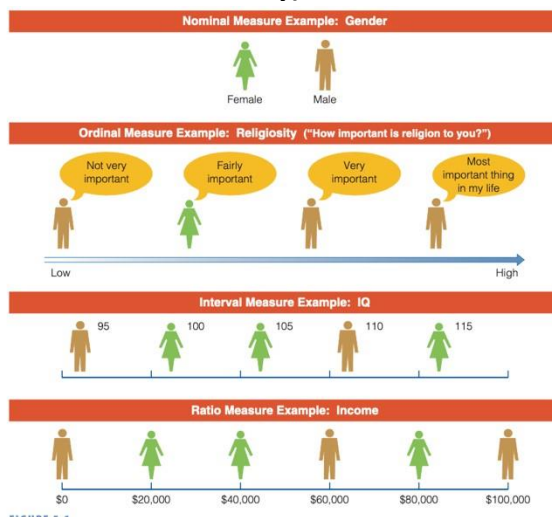 Nominal Measure Example: Gender
Female Male
Ordinal Measure Example: Religiosity ("How important is religion to you?")
Not very
important
Fairly
important
Very
important
Most
important thing
in my life
Low High
Interval Measure Example: IQ
95 100 105 110 115
Ratio Measure Example: Income
$0 $20,000 $40,000 $60,000 $80,000 $100,000